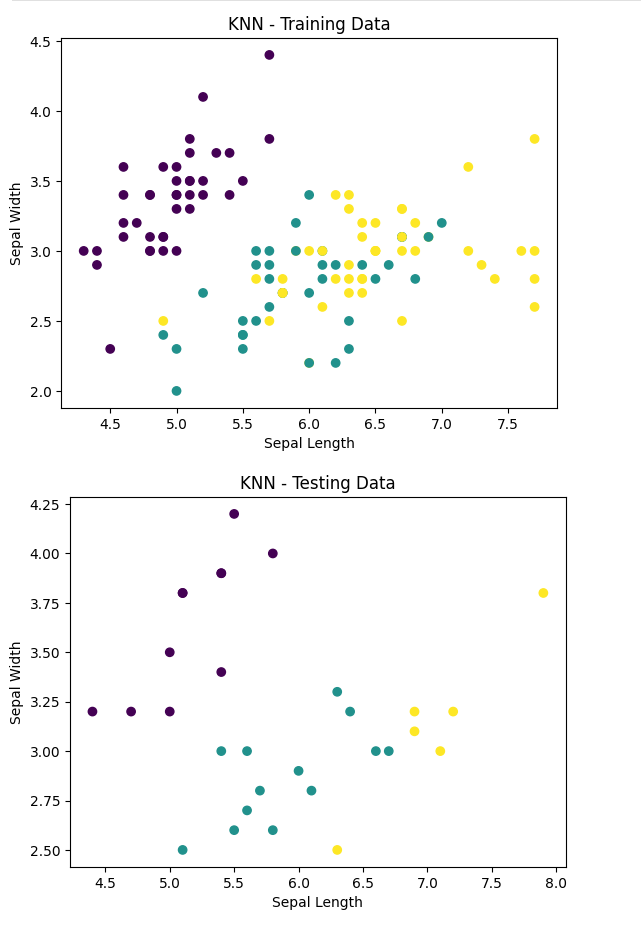 KNN - Training Data
4.5
4.0
3.5
3.0
2.5
2.0
Sepal Width
4.5 5.0 5.5 6.0 6.5 7.0 7.5
Sepal Length
KNN - Testing Data
4.25
4.00
3.75
3.50
3.25
3.00
2.75
2.50
Sepal Width
4.5 5.0 5.5 6.0 6.5 7.0 7.5 8.0
Sepal Length